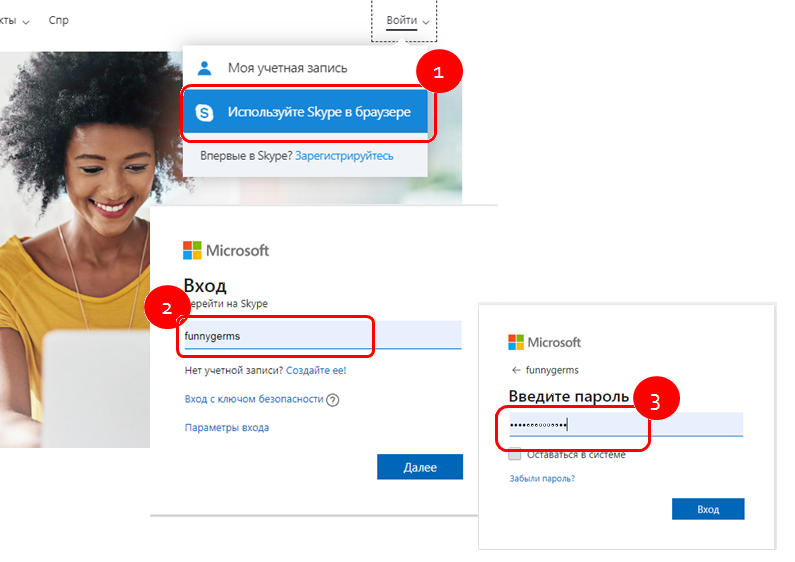 кты Спр Войти
Моя учетная запись
1
Используйте Skype в браузере
Впервые в Skype? Зарегистрируйтесь
Microsoft
Вход
2
ерейти на Skype
funnygerms
Нет учетной записи? Создайте ее!
Вход с ключом безопасности ?
Параметры входа
Далее
Microsoft
← funnygerms
Введите пароль
3
Оставаться в системе
Забыли пароль?
Вход